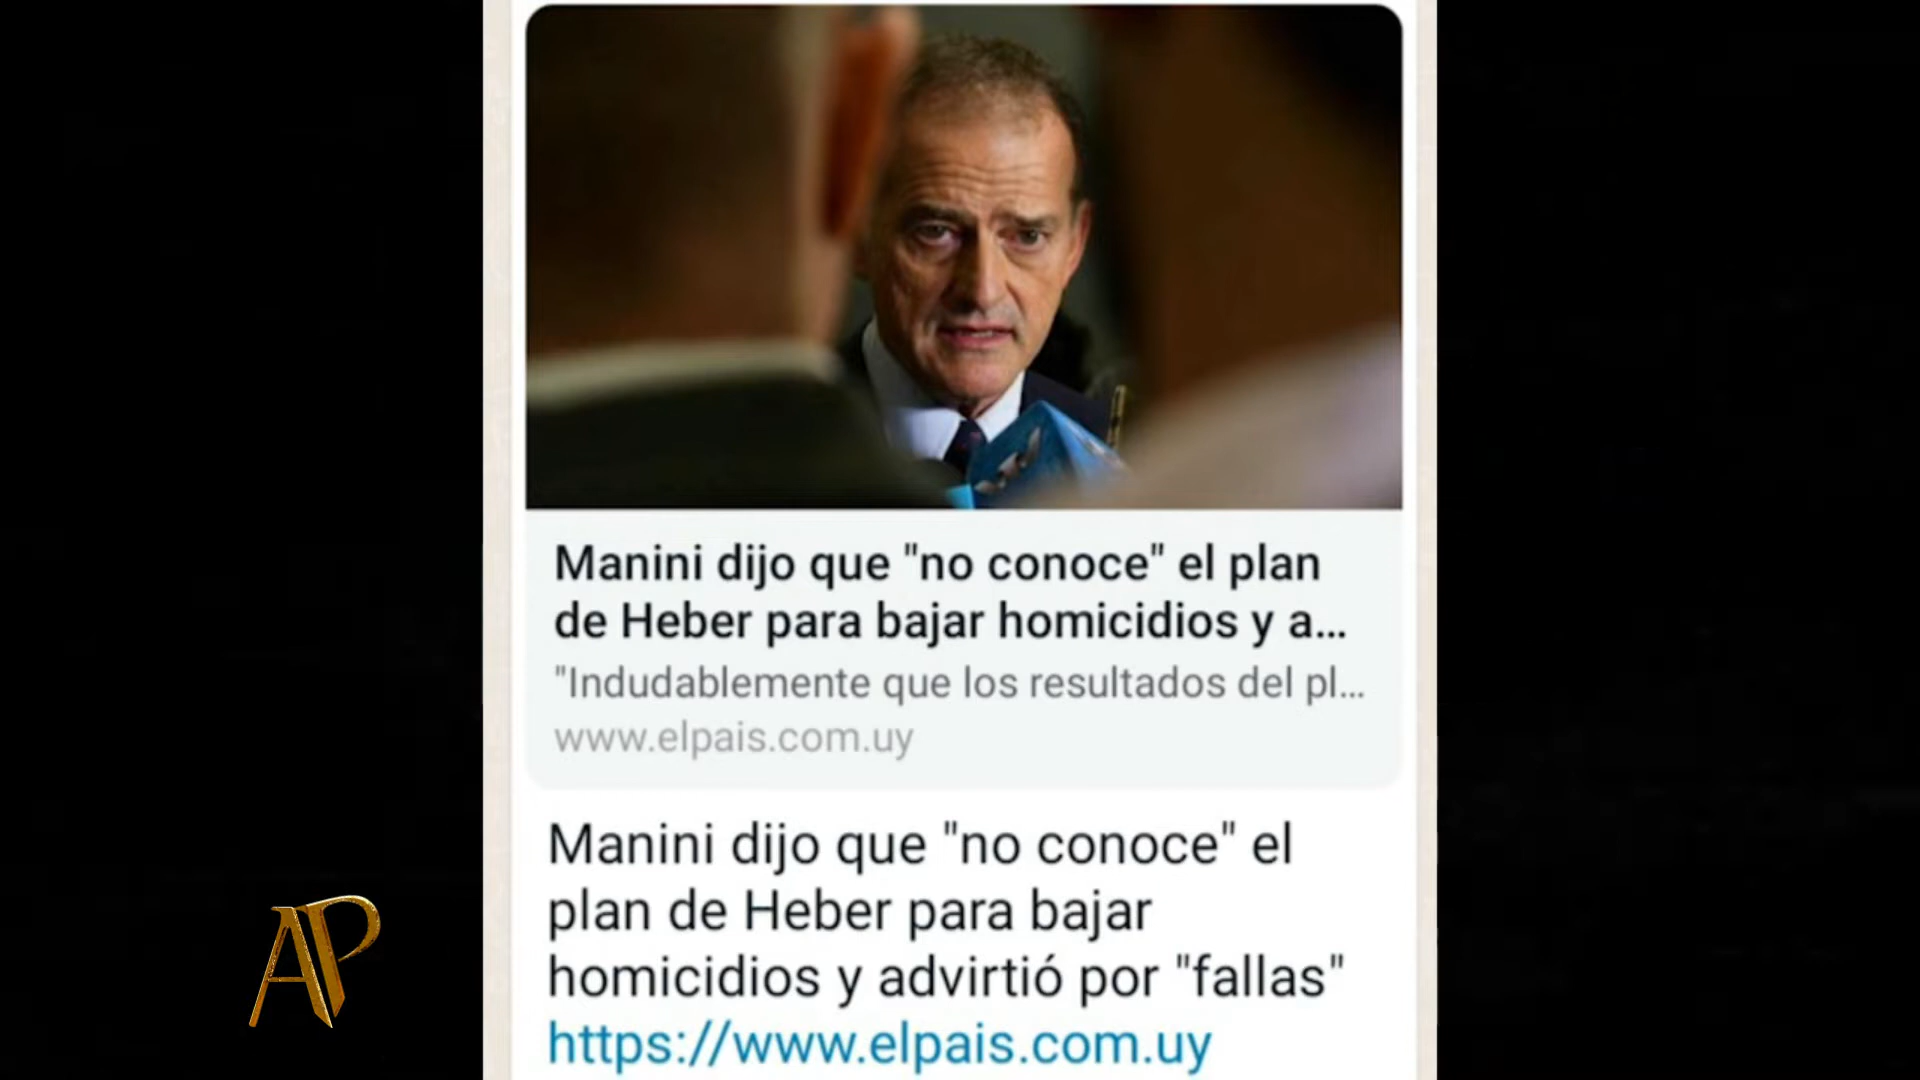 Manini dijo que "no conoce" el plan
de Heber para bajar homicidios y a...
"Indudablemente que los resultados del pl...
www.elpais.com.uy
Manini dijo que "no conoce" el
plan de Heber para bajar
homicidios y advirtió por "fallas"
https://www.elpais.com.uy
AP